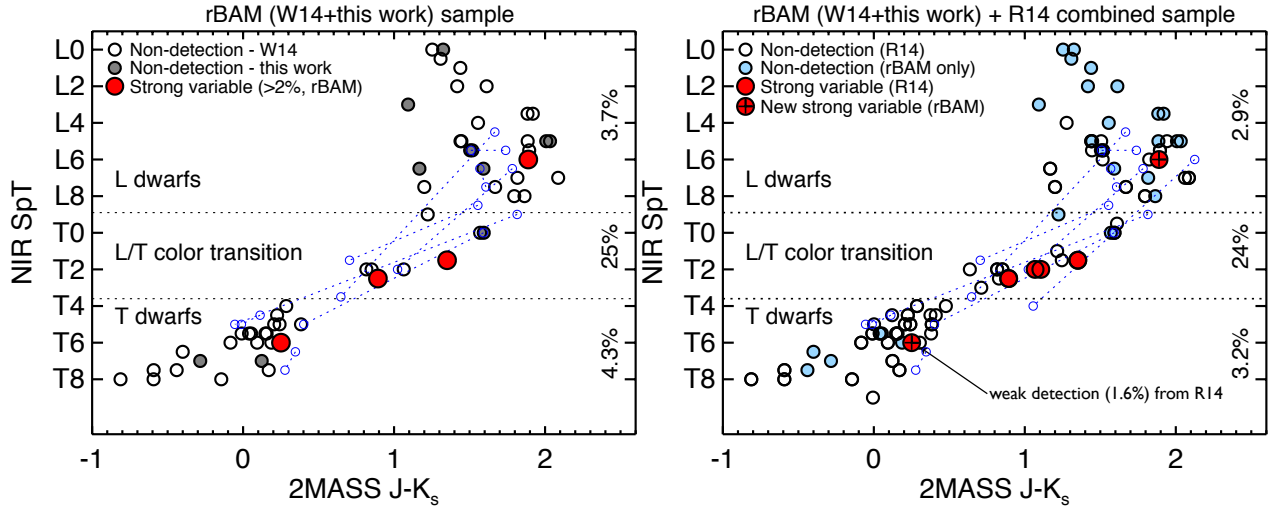 rBAM (W14+this work) sample
Non-detection - W14
Non-detection - this work
Strong variable (>2%, rBAM)
L dwarfs
L/T color transition
T dwarfs
3.7%
25%
4.3%
L0
L2
L4
L6
L8
T0
T2
T4
T6
T8
NIR SpT
-1
0
1
2
2MASS J-Ks
rBAM (W14+this work) + R14 combined sample
Non-detection (R14)
Non-detection (rBAM only)
Strong variable (R14)
New strong variable (rBAM)
L dwarfs
L/T color transition
T dwarfs
2.9%
24%
3.2%
weak detection (1.6%) from R14
L0
L2
L4
L6
L8
T0
T2
T4
T6
T8
NIR SpT
-1
0
1
2
2MASS J-Ks